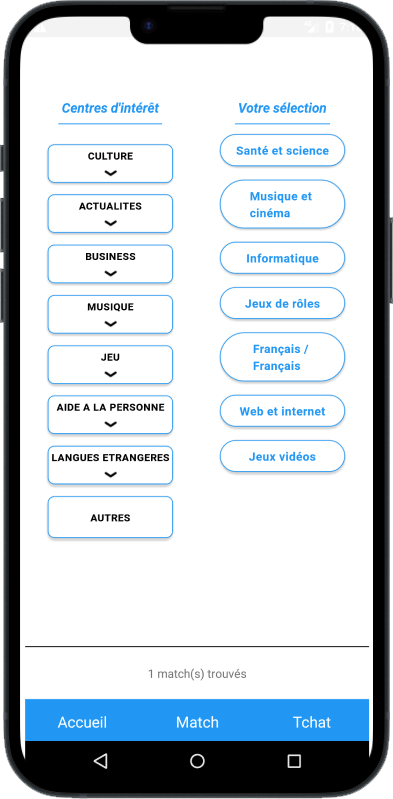 Centres d'intérêt
CULTURE
ACTUALITES
BUSINESS
MUSIQUE
JEU
AIDE A LA PERSONNE
LANGUES ETRANGERES
AUTRES
Votre sélection
Santé et science
Musique et
cinéma
Informatique
Jeux de rôles
Français /
Français
Web et internet
Jeux vidéos
1 match(s) trouvés
Accueil
Match
Tchat